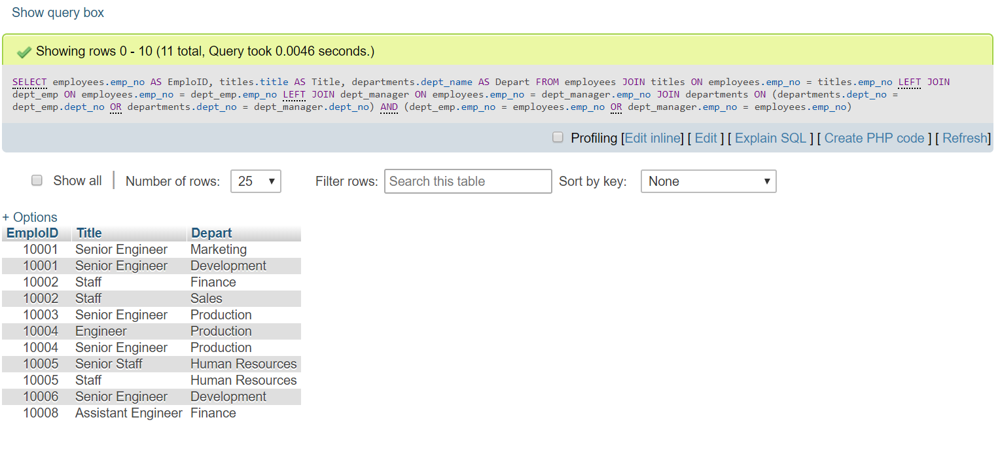 Show query box
Showing rows 0 - 10 (11 total, Query took 0.0046 seconds.)
SELECT employees.emp_no AS EmploID, titles.title AS Title, departments.dept_name AS Depart FROM employees JOIN titles ON employees.emp_no = titles.emp_no LEFT JOIN
dept_emp ON employees.emp_no = dept_emp.emp_no LEFT JOIN dept_manager ON employees.emp_no = dept_manager.emp_no JOIN departments ON (departments.dept_no =
dept_emp.dept_no OR departments.dept_no = dept_manager.dept_no) AND (dept_emp.emp_no = employees.emp_no OR dept_manager.emp_no = employees.emp_no)
Profiling [Edit inline] [ Edit ] [ Explain SQL ] [ Create PHP code ] [ Refresh]
Show all | Number of rows: 25 Filter rows: Search this table Sort by key: None
+ Options
EmploID Title Depart
10001 Senior Engineer Marketing
10001 Senior Engineer Development
10002 Staff Finance
10002 Staff Sales
10003 Senior Engineer Production
10004 Engineer Production
10004 Senior Engineer Production
10005 Senior Staff Human Resources
10005 Staff Human Resources
10006 Senior Engineer Development
10008 Assistant Engineer Finance